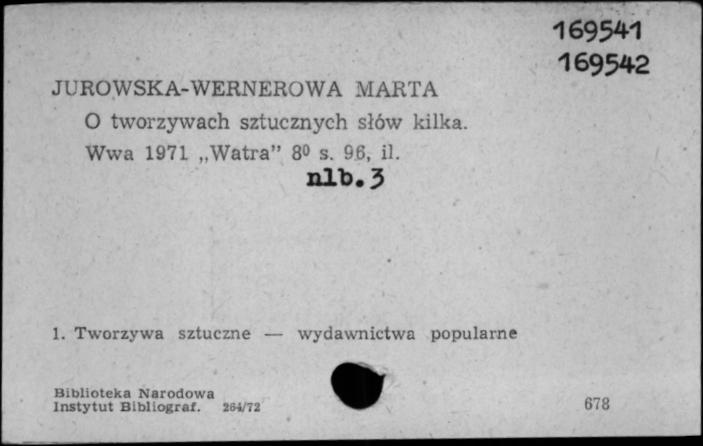 169541
169542
JUROWSKA-WERNEROWA MARTA
O tworzywach sztucznych słów kilka.
Wwa 1971 „Watra” 8⁰ s. 96, il.
nlb. 3
1. Tworzywa sztuczne — wydawnictwa popularne
Biblioteka Narodowa
Instytut Bibliograf. 264/72 678